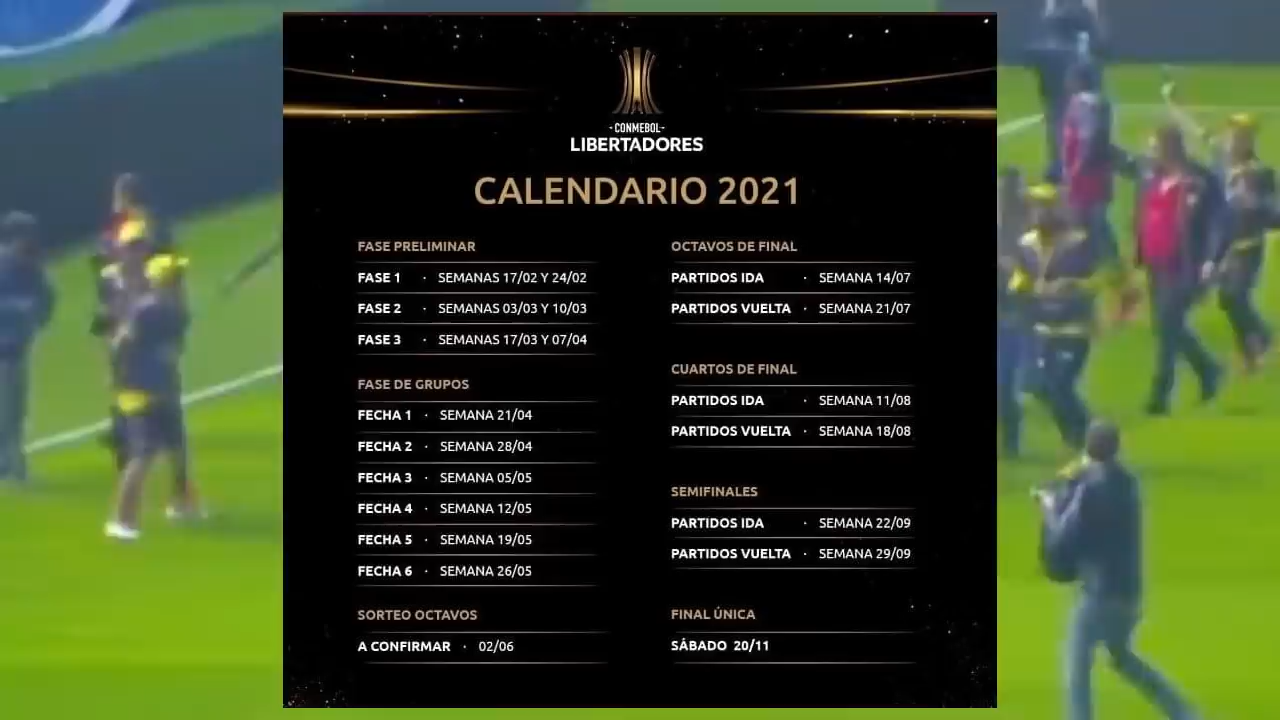 -CONMEBOL-
LIBERTADORES
CALENDARIO 2021
FASE PRELIMINAR
FASE 1 · SEMANAS 17/02 Y 24/02
FASE 2 · SEMANAS 03/03 Y 10/03
FASE 3 · SEMANAS 17/03 Y 07/04
FASE DE GRUPOS
FECHA 1 · SEMANA 21/04
FECHA 2 · SEMANA 28/04
FECHA 3 · SEMANA 05/05
FECHA 4 · SEMANA 12/05
FECHA 5 · SEMANA 19/05
FECHA 6 · SEMANA 26/05
SORTEO OCTAVOS
A CONFIRMAR · 02/06
OCTAVOS DE FINAL
PARTIDOS IDA · SEMANA 14/07
PARTIDOS VUELTA · SEMANA 21/07
CUARTOS DE FINAL
PARTIDOS IDA · SEMANA 11/08
PARTIDOS VUELTA · SEMANA 18/08
SEMIFINALES
PARTIDOS IDA · SEMANA 22/09
PARTIDOS VUELTA · SEMANA 29/09
FINAL ÚNICA
SÁBADO 20/11